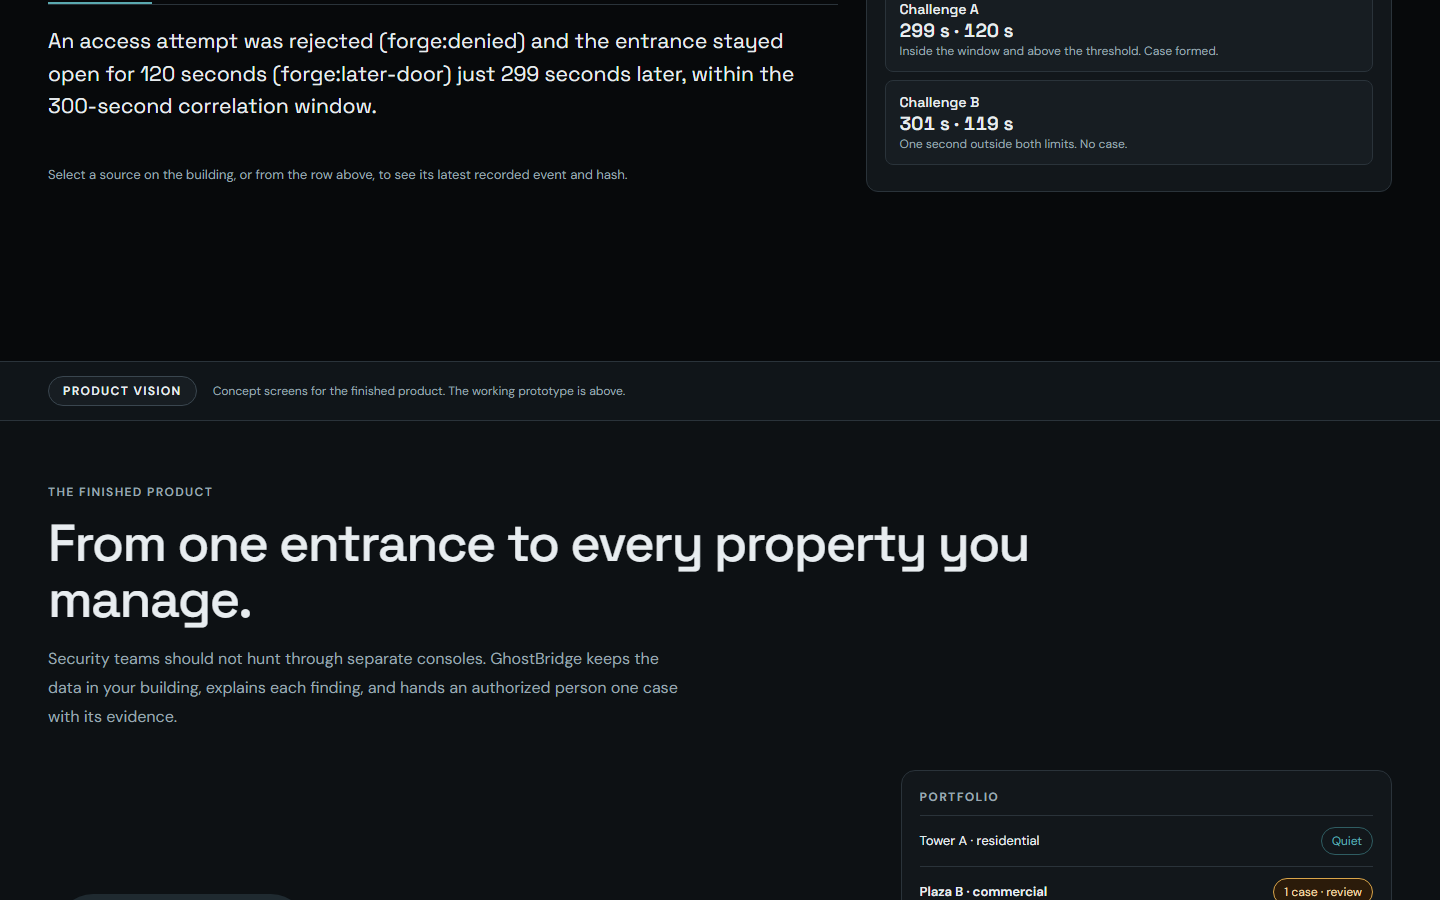 An access attempt was rejected (forge:denied) and the entrance stayed
open for 120 seconds (forge:later-door) just 299 seconds later, within the
300-second correlation window.
Select a source on the building, or from the row above, to see its latest recorded event and hash.
Challenge A
299 s · 120 s
Inside the window and above the threshold. Case formed.
Challenge B
301 s · 119 s
One second outside both limits. No case.
PRODUCT VISION
Concept screens for the finished product. The working prototype is above.
THE FINISHED PRODUCT
From one entrance to every property you
manage.
Security teams should not hunt through separate consoles. GhostBridge keeps the
data in your building, explains each finding, and hands an authorized person one case
with its evidence.
PORTFOLIO
Tower A · residential
Quiet
Plaza B · commercial
1 case · review